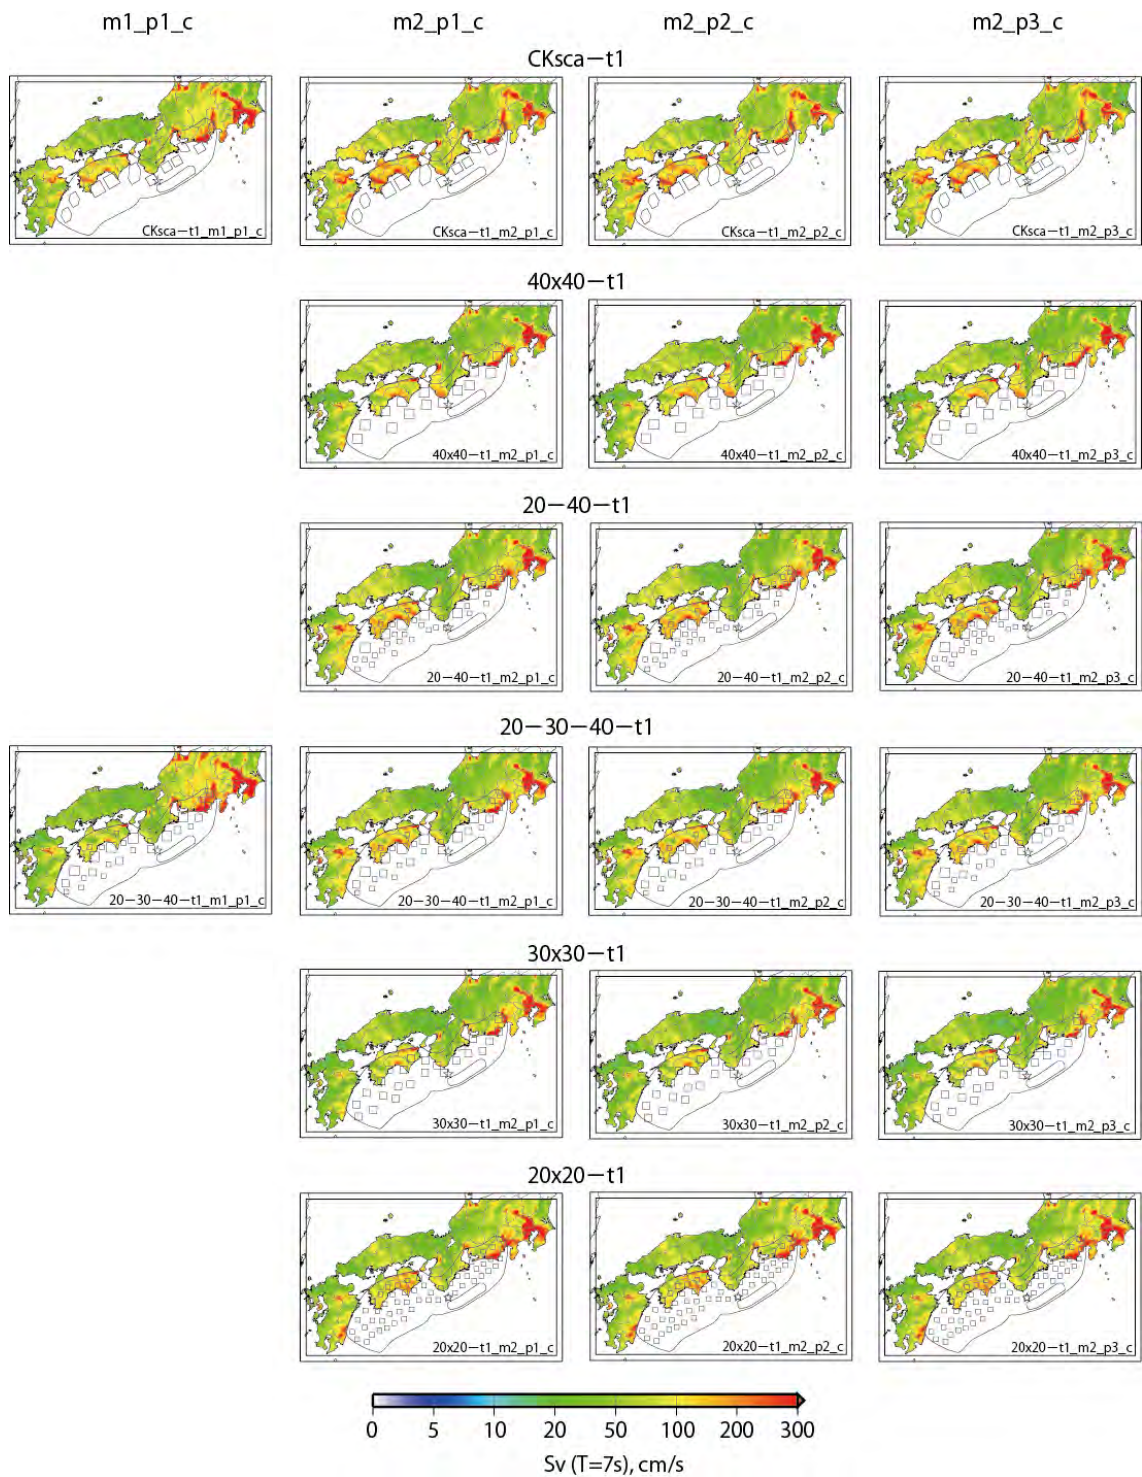 m1_p1_c m2_p1_c m2_p2_c m2_p3_c
CKsca−t1
CKsca−t1_m1_p1_c CKsca−t1_m2_p1_c CKsca−t1_m2_p2_c CKsca−t1_m2_p3_c
40x40−t1
40x40−t1_m2_p1_c 40x40−t1_m2_p2_c 40x40−t1_m2_p3_c
20−40−t1
20−40−t1_m2_p1_c 20−40−t1_m2_p2_c 20−40−t1_m2_p3_c
20−30−40−t1
20−30−40−t1_m1_p1_c 20−30−40−t1_m2_p1_c 20−30−40−t1_m2_p2_c 20−30−40−t1_m2_p3_c
30x30−t1
30x30−t1_m2_p1_c 30x30−t1_m2_p2_c 30x30−t1_m2_p3_c
20x20−t1
20x20−t1_m2_p1_c 20x20−t1_m2_p2_c 20x20−t1_m2_p3_c
0 5 10 20 50 100 200 300
Sv (T=7s), cm/s